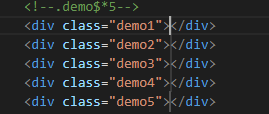 <!--.demo$*5-->
<div class="demo1"></div>
<div class="demo2"></div>
<div class="demo3"></div>
<div class="demo4"></div>
<div class="demo5"></div>